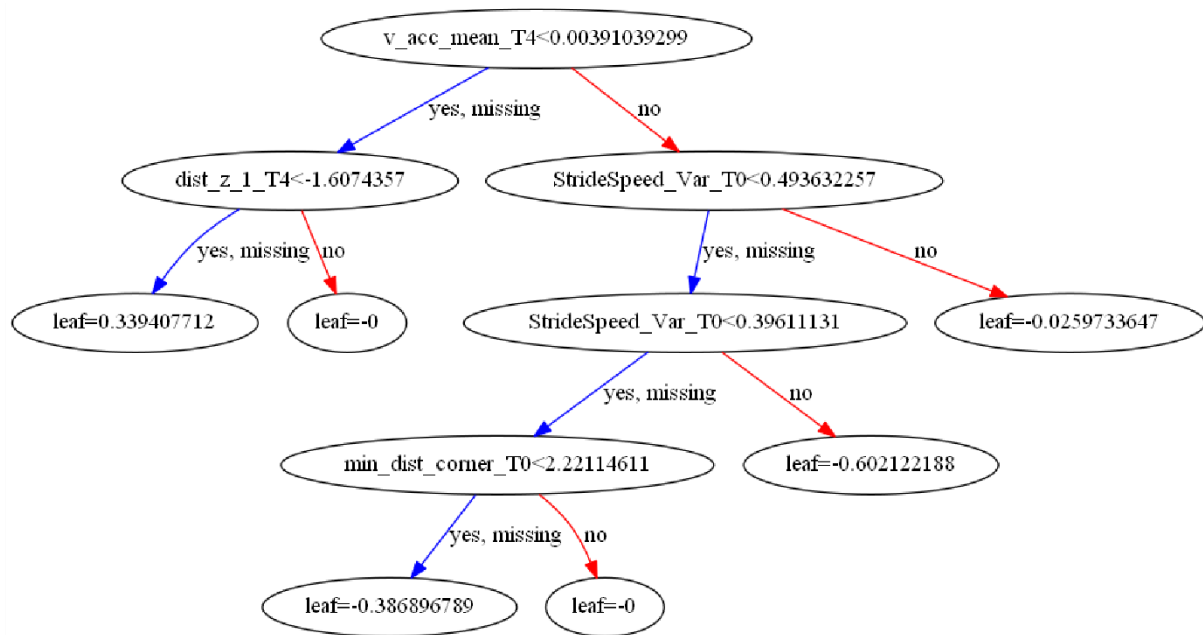 v_acc_mean_T4<0.00391039299
yes, missing
no
dist_z_1_T4<-1.6074357
StrideSpeed_Var_T0<0.493632257
yes, missing
no
yes, missing
no
leaf=0.339407712
leaf=-0
StrideSpeed_Var_T0<0.39611131
leaf=-0.0259733647
yes, missing
no
min_dist_corner_T0<2.22114611
leaf=-0.602122188
yes, missing
no
leaf=-0.386896789
leaf=-0